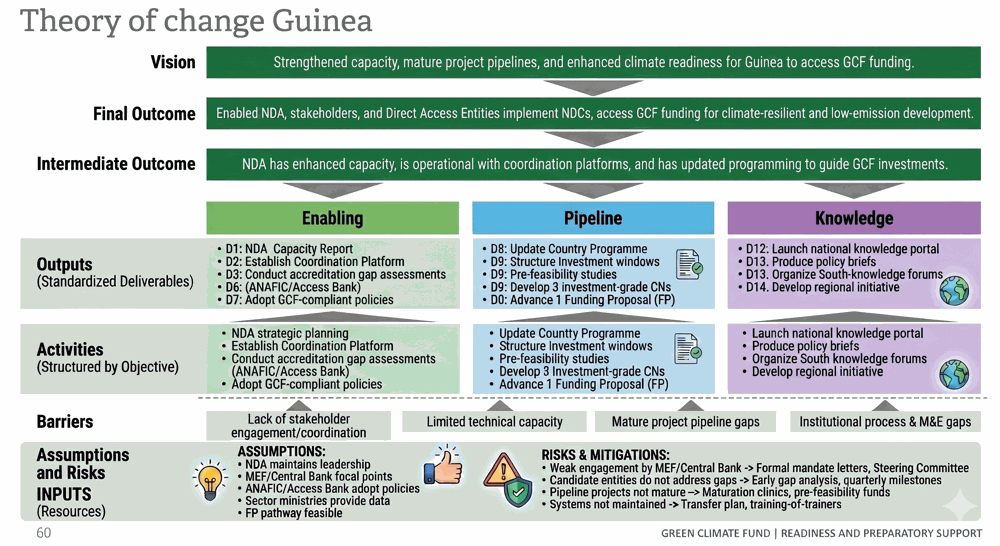 Theory of change Guinea
Vision
Strengthened capacity, mature project pipelines, and enhanced climate readiness for Guinea to access GCF funding.
Final Outcome
Enabled NDA, stakeholders, and Direct Access Entities implement NDCs, access GCF funding for climate-resilient and low-emission development.
Intermediate Outcome
NDA has enhanced capacity, is operational with coordination platforms, and has updated programming to guide GCF investments.
Enabling
Pipeline
Knowledge
Outputs
(Standardized Deliverables)
• D1: NDA Capacity Report
• D2: Establish Coordination Platform
• D3: Conduct accreditation gap assessments
• D6: (ANAFIC/Access Bank)
• D7: Adopt GCF-compliant policies
• D8: Update Country Programme
• D9: Structure Investment windows
• D9: Pre-feasibility studies
• D9: Develop 3 investment-grade CNs
• D0: Advance 1 Funding Proposal (FP)
• D12: Launch national knowledge portal
• D13. Produce policy briefs
• D13. Organize South-knowledge forums
• D14. Develop regional initiative
Activities
(Structured by Objective)
• NDA strategic planning
• Establish Coordination Platform
• Conduct accreditation gap assessments
(ANAFIC/Access Bank)
• Adopt GCF-compliant policies
• Update Country Programme
• Structure Investment windows
• Pre-feasibility studies
• Develop 3 Investment-grade CNs
• Advance 1 Funding Proposal (FP)
• Launch national knowledge portal
• Produce policy briefs
• Organize South knowledge forums
• Develop regional initiative
Barriers
Lack of stakeholder
engagement/coordination
Limited technical capacity
Mature project pipeline gaps
Institutional process & M&E gaps
Assumptions
and Risks
INPUTS
(Resources)
ASSUMPTIONS:
• NDA maintains leadership
• MEF/Central Bank focal points
• ANAFIC/Access Bank adopt policies
• Sector ministries provide data
• FP pathway feasible
RISKS & MITIGATIONS:
• Weak engagement by MEF/Central Bank -> Formal mandate letters, Steering Committee
• Candidate entities do not address gaps -> Early gap analysis, quarterly milestones
• Pipeline projects not mature -> Maturation clinics, pre-feasibility funds
• Systems not maintained -> Transfer plan, training-of-trainers
60
GREEN CLIMATE FUND | READINESS AND PREPARATORY SUPPORT